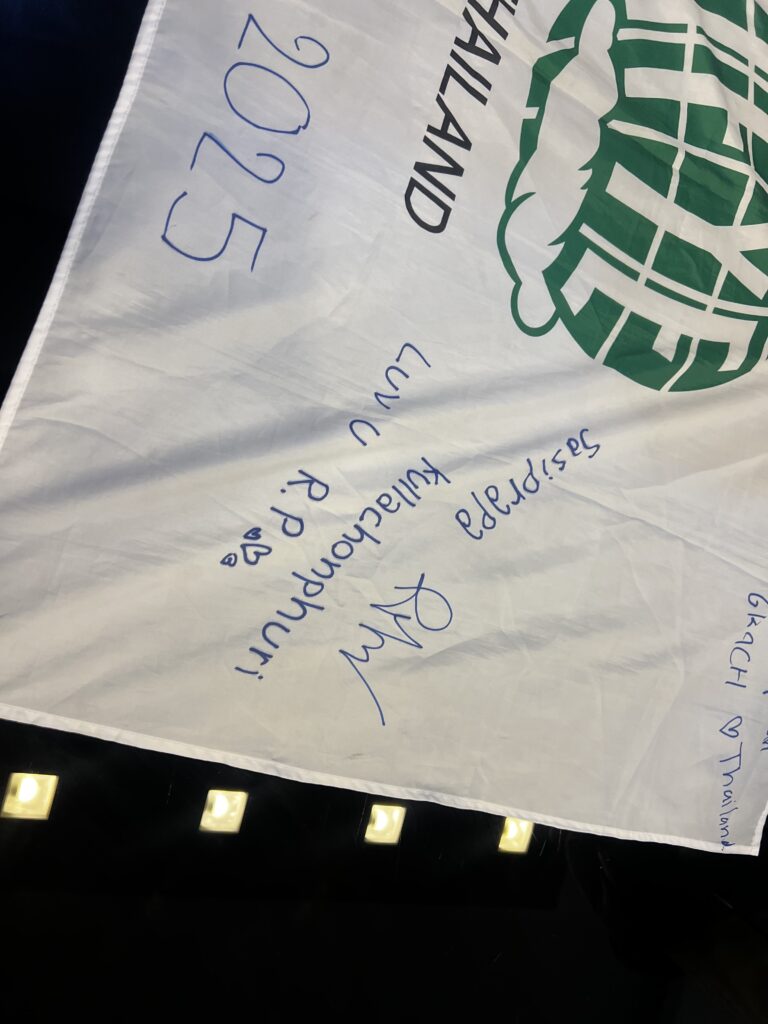 THAILAND
♡ Thailand
Sasiprapa
Kullachonphuri
Luv U R.P.
2025